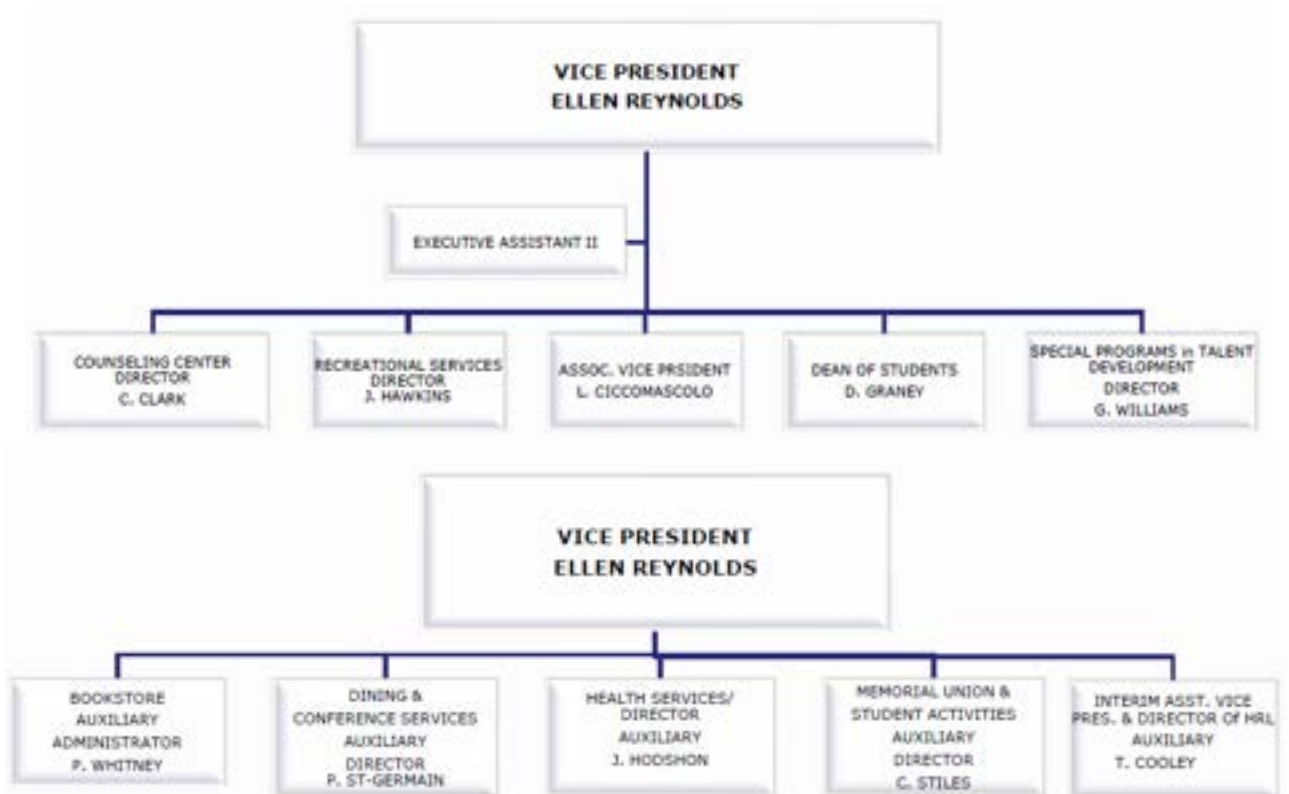 VICE PRESIDENT
ELLEN REYNOLDS
EXECUTIVE ASSISTANT II
COUNSELING CENTER
DIRECTOR
C. CLARK
RECREATIONAL SERVICES
DIRECTOR
J. HAWKINS
ASSOC. VICE PRSIDENT
L. CICCOMASCOLO
DEAN OF STUDENTS
D. GRANEY
SPECIAL PROGRAMS in TALENT
DEVELOPMENT
DIRECTOR
G. WILLIAMS
VICE PRESIDENT
ELLEN REYNOLDS
BOOKSTORE
AUXILIARY
ADMINISTRATOR
P. WHITNEY
DINING &
CONFERENCE SERVICES
AUXILIARY
DIRECTOR
P. ST-GERMAIN
HEALTH SERVICES/
DIRECTOR
AUXILIARY
J. HODSHON
MEMORIAL UNION &
STUDENT ACTIVITIES
AUXILIARY
DIRECTOR
C. STILES
INTERIM ASST. VICE
PRES. & DIRECTOR Of HRL
AUXILIARY
T. COOLEY